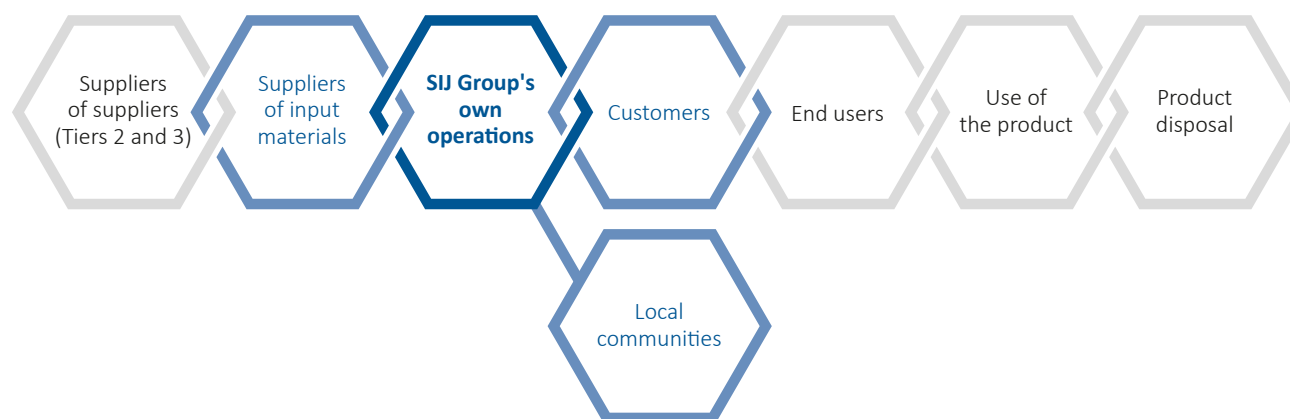 Suppliers
of suppliers
(Tiers 2 and 3)
Suppliers
of input
materials
SIJ Group's
own
operations
Customers
End users
Use of
the product
Product
disposal
Local
communities